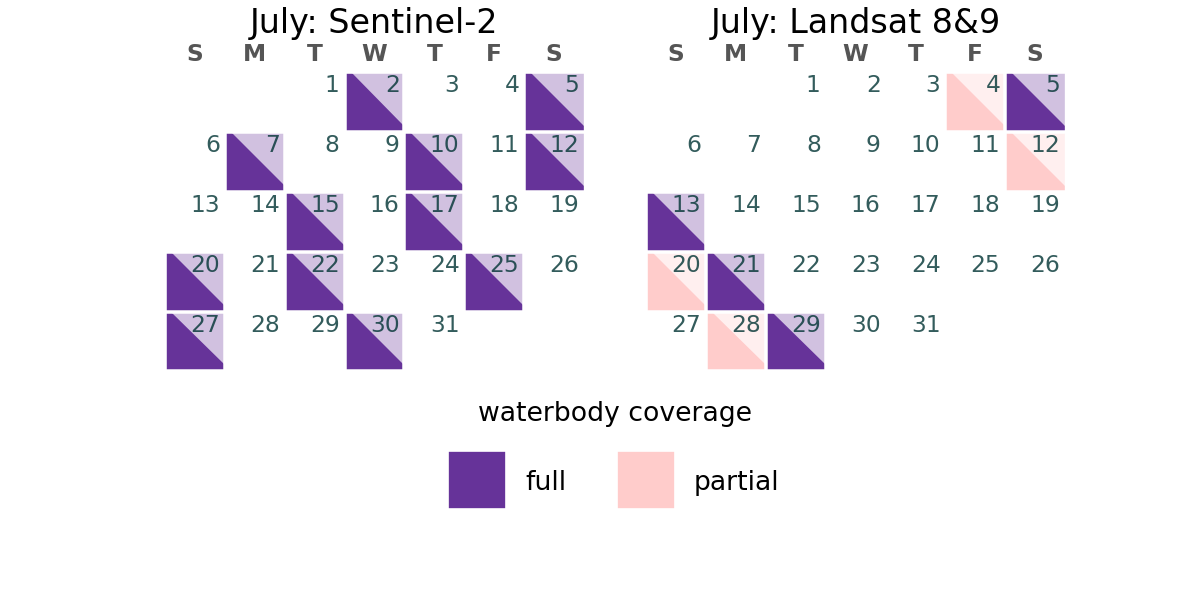 July: Sentinel-2
S M T W T F S
1 2 3 4 5
6 7 8 9 10 11 12
13 14 15 16 17 18 19
20 21 22 23 24 25 26
27 28 29 30 31
July: Landsat 8&9
S M T W T F S
1 2 3 4 5
6 7 8 9 10 11 12
13 14 15 16 17 18 19
20 21 22 23 24 25 26
27 28 29 30 31
waterbody coverage
full partial